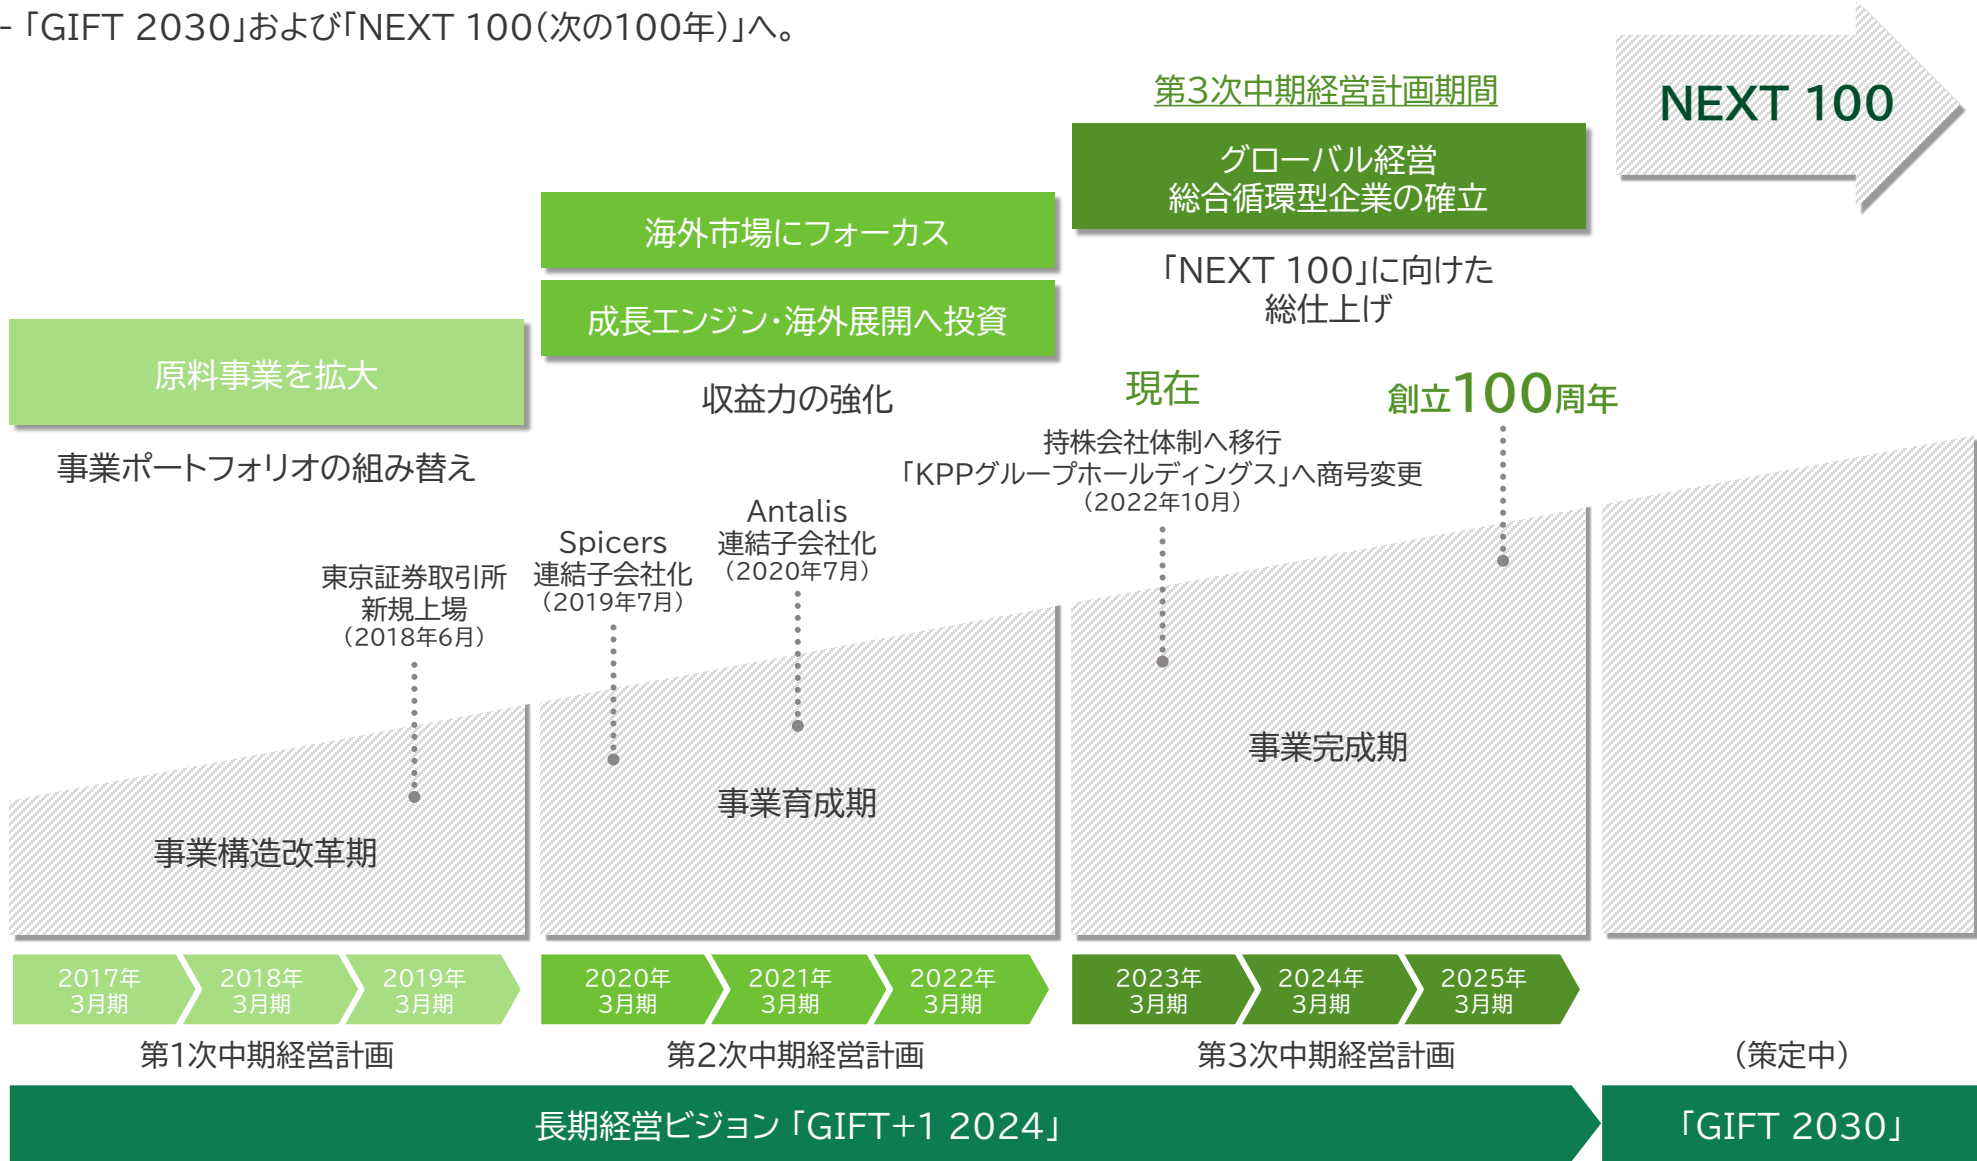 - 「GIFT 2030」および「NEXT 100(次の100年)」へ。
NEXT 100
第3次中期経営計画期間
グローバル経営
総合循環型企業の確立
「NEXT 100」に向けた
総仕上げ
海外市場にフォーカス
成長エンジン・海外展開へ投資
収益力の強化
原料事業を拡大
事業ポートフォリオの組み替え
現在
持株会社体制へ移行
「KPPグループホールディングス」へ商号変更
(2022年10月)
創立100周年
東京証券取引所
新規上場
(2018年6月)
Spicers
連結子会社化
(2019年7月)
Antalis
連結子会社化
(2020年7月)
事業構造改革期
事業育成期
事業完成期
2017年
3月期
2018年
3月期
2019年
3月期
2020年
3月期
2021年
3月期
2022年
3月期
2023年
3月期
2024年
3月期
2025年
3月期
第1次中期経営計画
第2次中期経営計画
第3次中期経営計画
(策定中)
長期経営ビジョン「GIFT+1 2024」
「GIFT 2030」